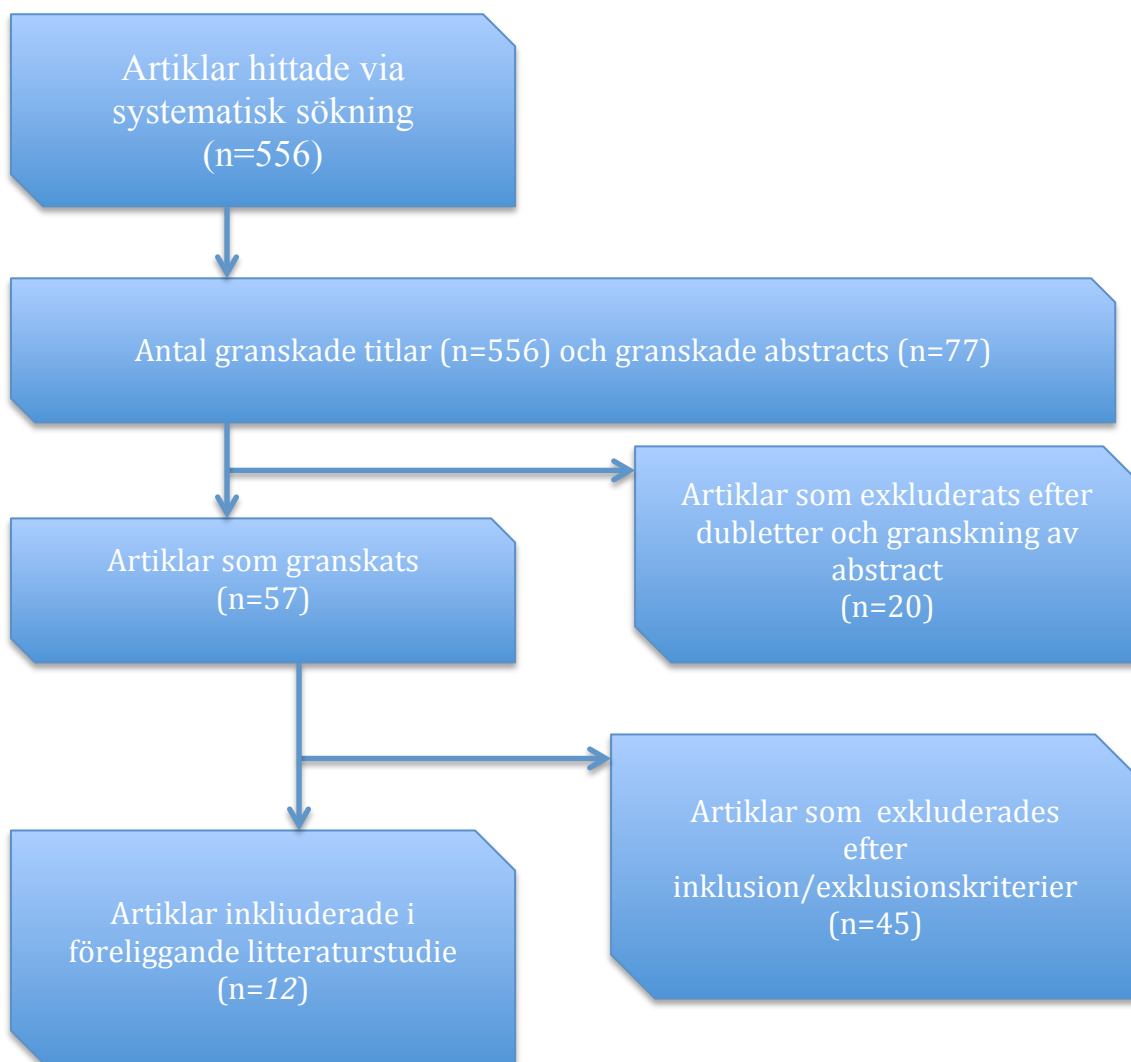 Artiklar hittade via
systematisk sökning
(n=556)
Antal granskade titlar (n=556) och granskade abstracts (n=77)
Artiklar som exkluderats efter
dubletter och granskning av
abstract
(n=20)
Artiklar som granskats
(n=57)
Artiklar som  exkluderades
efter
inklusion/exklusionskriterier
(n=45)
Artiklar inkliuderade i
föreliggande litteraturstudie
(n=12)